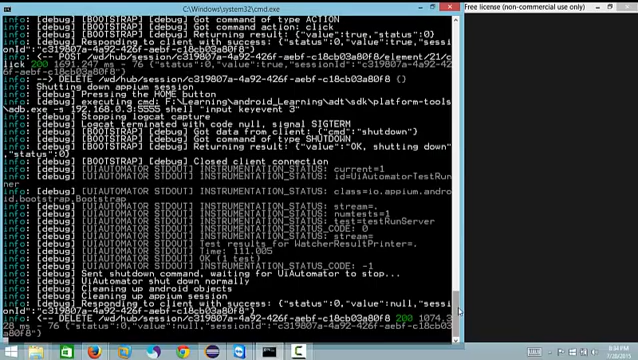 C:\Windows\system32\cmd.exe
Free license (non-commercial use only)
info: [debug] [BOOTSTRAP] [debug] Got command of type ACTION
info: [debug] [BOOTSTRAP] [debug] Got command action: click
info: [debug] [BOOTSTRAP] [debug] Returning result: {"value":true,"status":0}
info: [debug] Responding to client with success: {"status":0,"value":true,"sessi
onId":"c319807a-4a92-426f-aebf-c18cb03a80f8"}
info: <-- POST /wd/hub/session/c319807a-4a92-426f-aebf-c18cb03a80f8/element/21/c
lick 200 1691.247 ms - 76 {"status":0,"value":true,"sessionId":"c319807a-4a92-42
6f-aebf-c18cb03a80f8"}
info: --> DELETE /wd/hub/session/c319807a-4a92-426f-aebf-c18cb03a80f8 {}
info: Shutting down appium session
info: [debug] Pressing the HOME button
info: [debug] executing cmd: F:\Learning\android_Learning\adt\sdk\platform-tools
\adb.exe -s 192.168.0.3:5555 shell "input keyevent 3"
info: [debug] Stopping logcat capture
info: [debug] Logcat terminated with code null, signal SIGTERM
info: [debug] [BOOTSTRAP] [debug] Got data from client: {"cmd":"shutdown"}
info: [debug] [BOOTSTRAP] [debug] Got command of type SHUTDOWN
info: [debug] [BOOTSTRAP] [debug] Returning result: {"value":"OK, shutting down"
,"status":0}
info: [debug] [BOOTSTRAP] [debug] Closed client connection
info: [debug] [UIAUTOMATOR STDOUT] INSTRUMENTATION_STATUS: current=1
info: [debug] [UIAUTOMATOR STDOUT] INSTRUMENTATION_STATUS: id=UiAutomatorTestRun
ner
info: [debug] [UIAUTOMATOR STDOUT] INSTRUMENTATION_STATUS: class=io.appium.andro
id.bootstrap.Bootstrap
info: [debug] [UIAUTOMATOR STDOUT] INSTRUMENTATION_STATUS: stream=.
info: [debug] [UIAUTOMATOR STDOUT] INSTRUMENTATION_STATUS: numtests=1
info: [debug] [UIAUTOMATOR STDOUT] INSTRUMENTATION_STATUS: test=testRunServer
info: [debug] [UIAUTOMATOR STDOUT] INSTRUMENTATION_STATUS_CODE: 0
info: [debug] [UIAUTOMATOR STDOUT] INSTRUMENTATION_STATUS: stream=
info: [debug] [UIAUTOMATOR STDOUT] Test results for WatcherResultPrinter=.
info: [debug] [UIAUTOMATOR STDOUT] Time: 111.005
info: [debug] [UIAUTOMATOR STDOUT] OK (1 test)
info: [debug] [UIAUTOMATOR STDOUT] INSTRUMENTATION_STATUS_CODE: -1
info: [debug] Sent shutdown command, waiting for UiAutomator to stop...
info: [debug] UiAutomator shut down normally
info: [debug] Cleaning up android objects
info: [debug] Cleaning up appium session
info: [debug] Responding to client with success: {"status":0,"value":null,"sessi
onId":"c319807a-4a92-426f-aebf-c18cb03a80f8"}
info: <-- DELETE /wd/hub/session/c319807a-4a92-426f-aebf-c18cb03a80f8 200 1074.3
28 ms - 76 {"status":0,"value":null,"sessionId":"c319807a-4a92-426f-aebf-c18cb03
a80f8"}
9:34 PM
7/20/2015